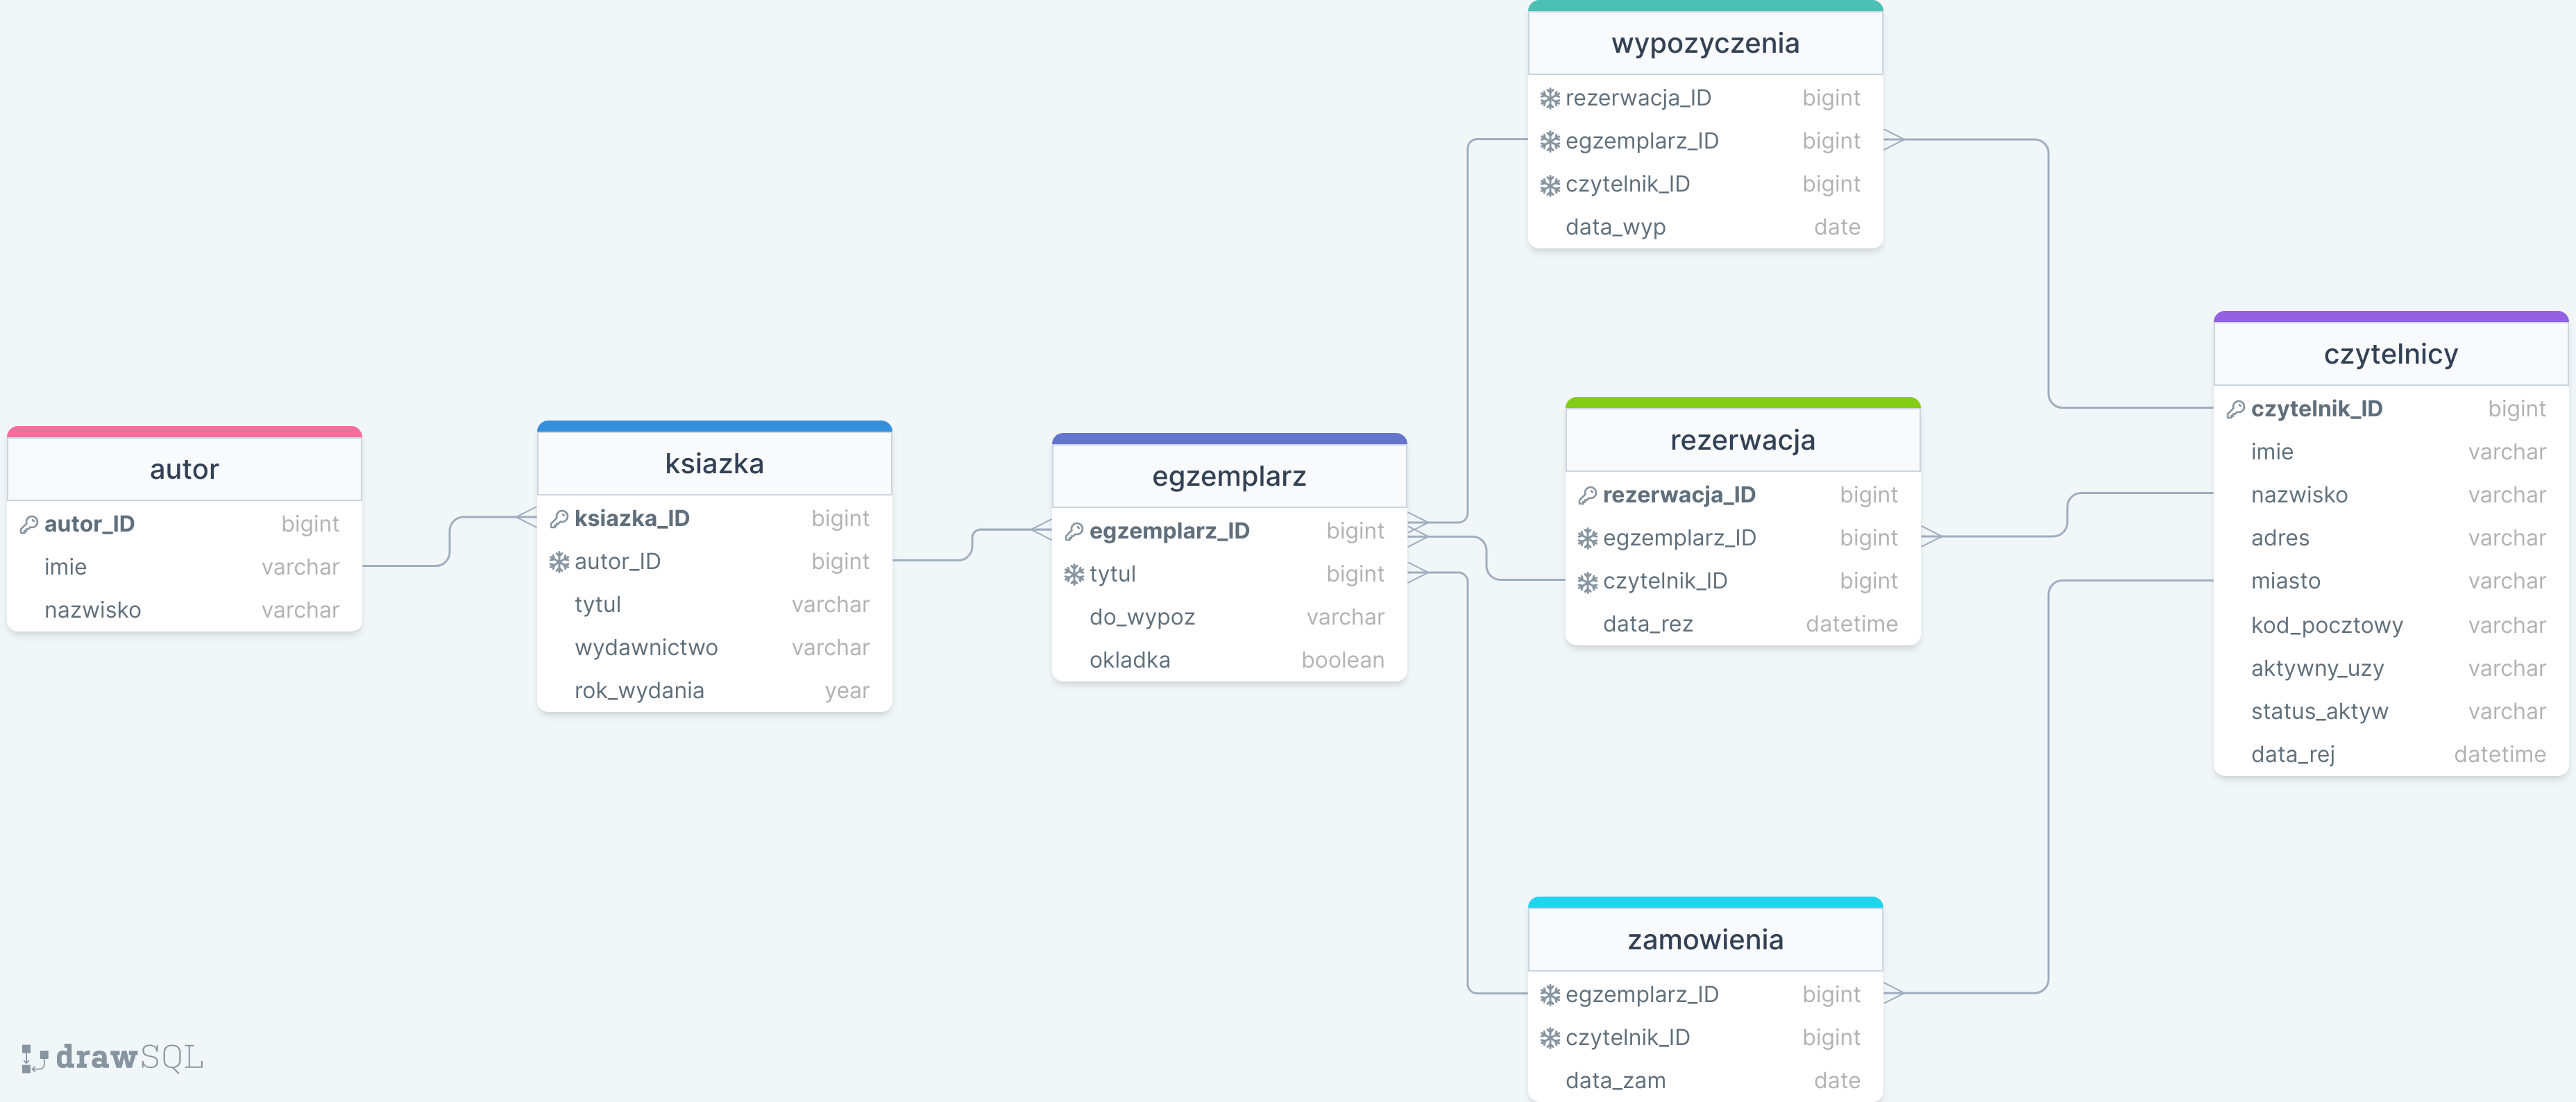 wypozyczenia
rezerwacja_ID bigint
egzemplarz_ID bigint
czytelnik_ID bigint
data_wyp date
czytelnicy
czytelnik_ID bigint
imie varchar
nazwisko varchar
adres varchar
miasto varchar
kod_pocztowy varchar
aktywny_uzy varchar
status_aktyw varchar
data_rej datetime
autor
autor_ID bigint
imie varchar
nazwisko varchar
ksiazka
ksiazka_ID bigint
autor_ID bigint
tytul varchar
wydawnictwo varchar
rok_wydania year
egzemplarz
egzemplarz_ID bigint
tytul bigint
do_wypoz varchar
okladka boolean
rezerwacja
rezerwacja_ID bigint
egzemplarz_ID bigint
czytelnik_ID bigint
data_rez datetime
zamowienia
egzemplarz_ID bigint
czytelnik_ID bigint
data_zam date
drawSQL